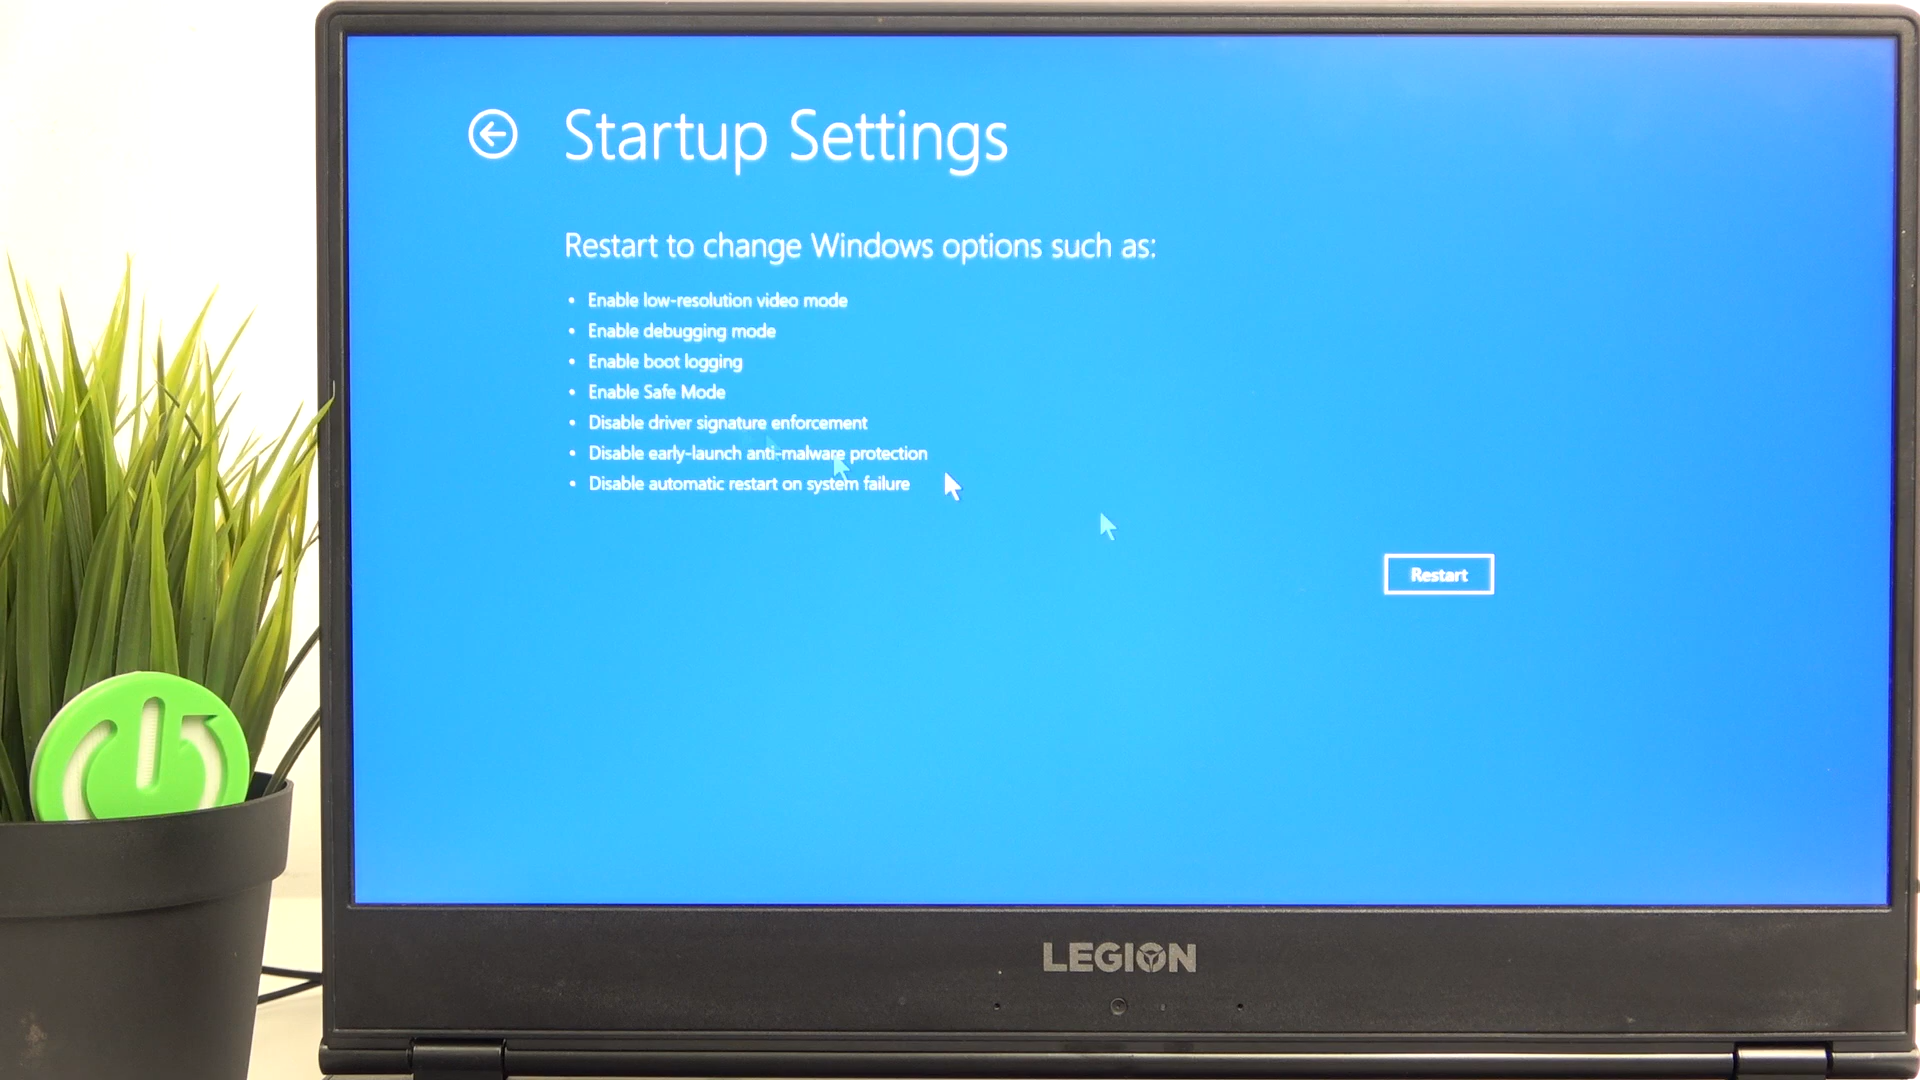 Startup Settings
Restart to change Windows options such as:
• Enable low-resolution video mode
• Enable debugging mode
• Enable boot logging
• Enable Safe Mode
• Disable driver signature enforcement
• Disable early-launch anti-malware protection
• Disable automatic restart on system failure
Restart
LEGION